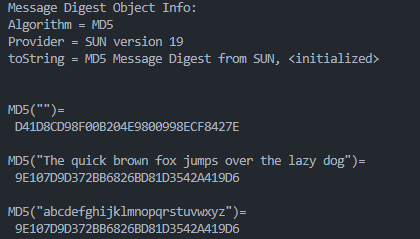 Message Digest Object Info:
Algorithm = MD5
Provider = SUN version 19
toString = MD5 Message Digest from SUN, <initialized>
MD5("")=
D41D8CD98F00B204E9800998ECF8427E
MD5("The quick brown fox jumps over the lazy dog")=
9E107D9D372BB6826BD81D3542A419D6
MD5("abcdefghijklmnopqrstuvwxyz")=
9E107D9D372BB6826BD81D3542A419D6